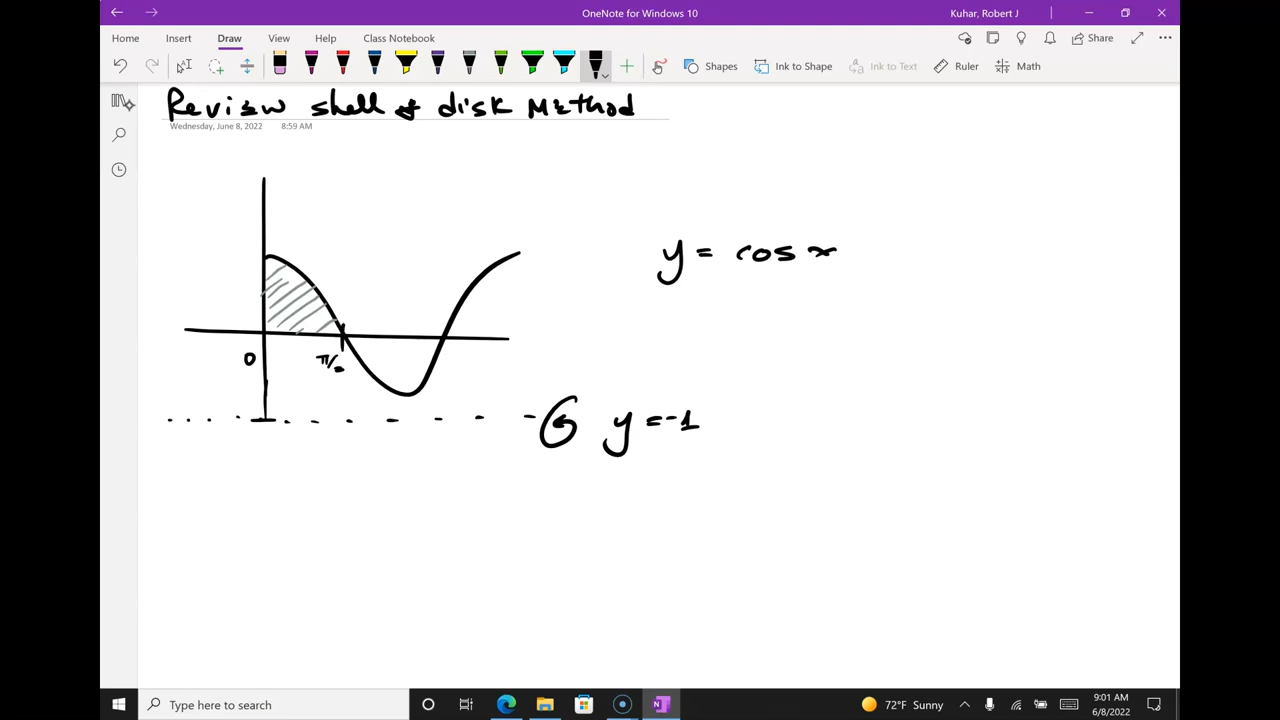 OneNote for Windows 10
Kuhar, Robert J
Home Insert Draw View Help Class Notebook
Share
Shapes Ink to Shape Ink to Text Ruler Math
Review shell & disk Method
Wednesday, June 8, 2022 8:59 AM
y = cos x
0 π/2
y = -1
Type here to search
72°F Sunny
9:01 AM
6/8/2022